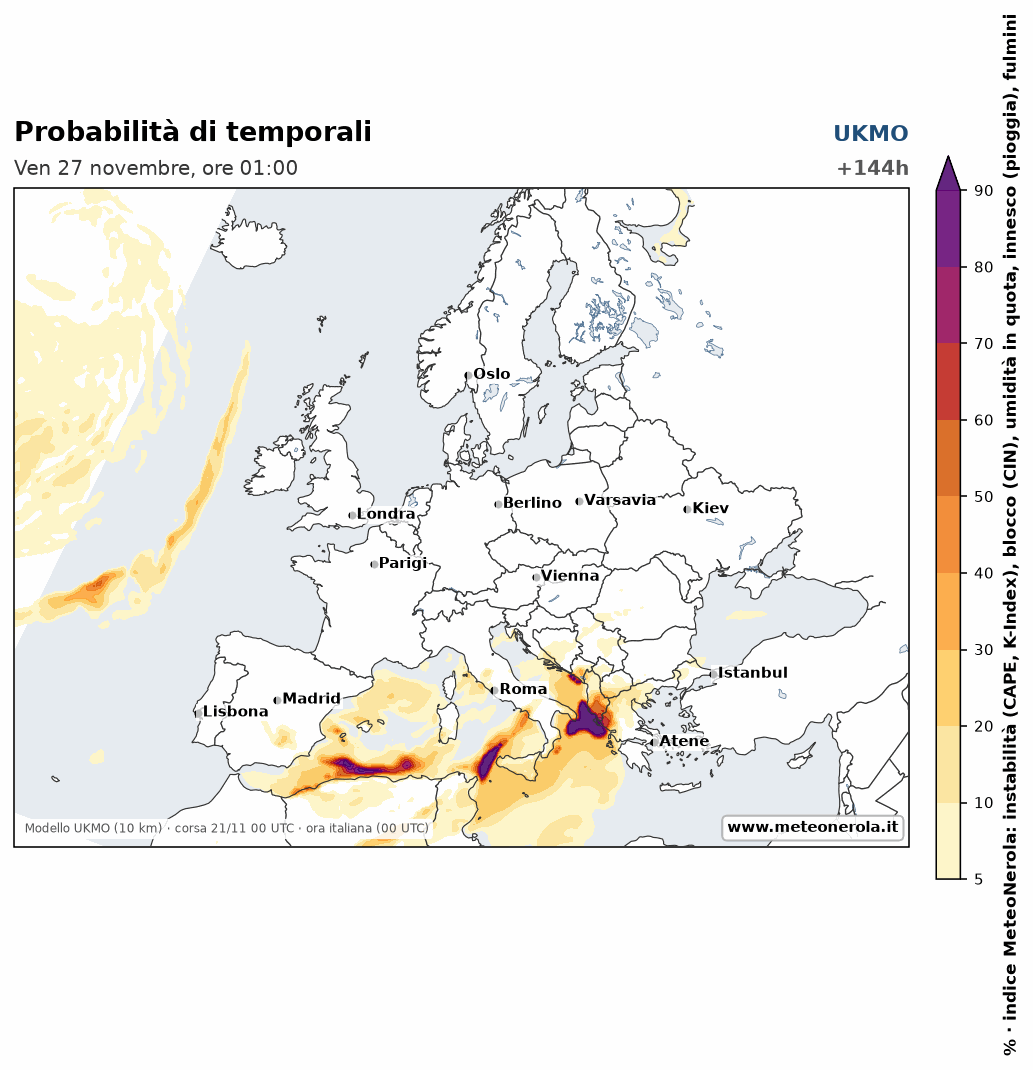 Probabilità di temporali
UKMO
Ven 27 novembre, ore 01:00
+144h
Oslo
Berlino
Varsavia
Kiev
Londra
Parigi
Vienna
Istanbul
Roma
Madrid
Lisbona
Atene
Modello UKMO (10 km) · corsa 21/11 00 UTC · ora italiana (00 UTC)
www.meteonerola.it
90
80
70
60
50
40
30
20
10
5
% · indice MeteoNerola: instabilità (CAPE, K-Index), blocco (CIN), umidità in quota, innesco (pioggia), fulmini